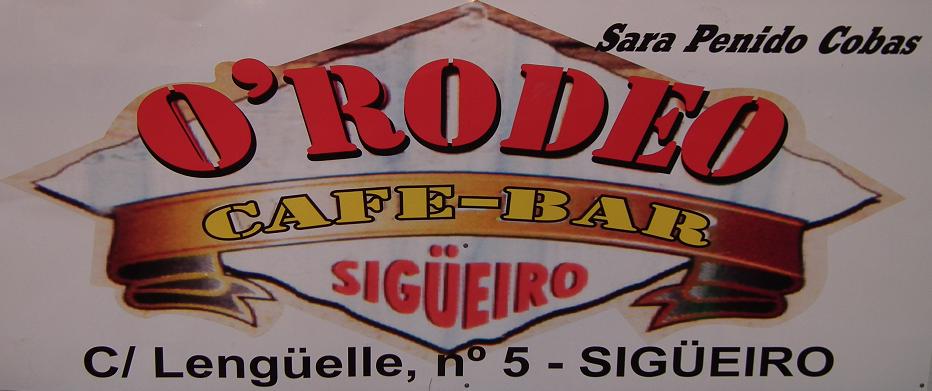 Sara Penido Cobas
O'RODEO
CAFE-BAR
SIGÜEIRO
C/ Lengüelle, nº 5 - SIGÜEIRO